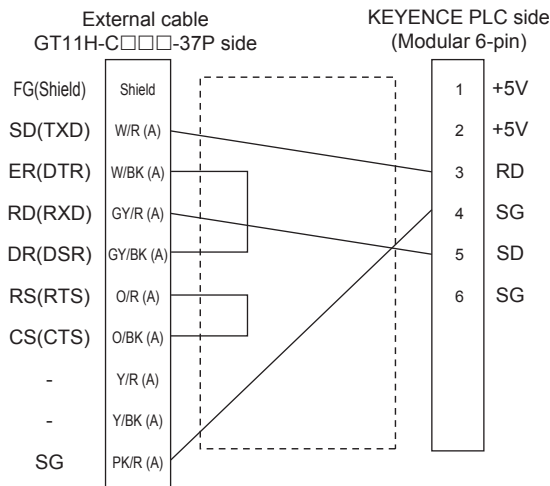 External cable
GT11H-C□□□-37P side
KEYENCE PLC side
(Modular 6-pin)
FG(Shield) Shield 1 +5V
SD(TXD) W/R (A) 2 +5V
ER(DTR) W/BK (A) 3 RD
RD(RXD) GY/R (A) 4 SG
DR(DSR) GY/BK (A) 5 SD
RS(RTS) O/R (A) 6 SG
CS(CTS) O/BK (A)
- Y/R (A)
- Y/BK (A)
SG PK/R (A)